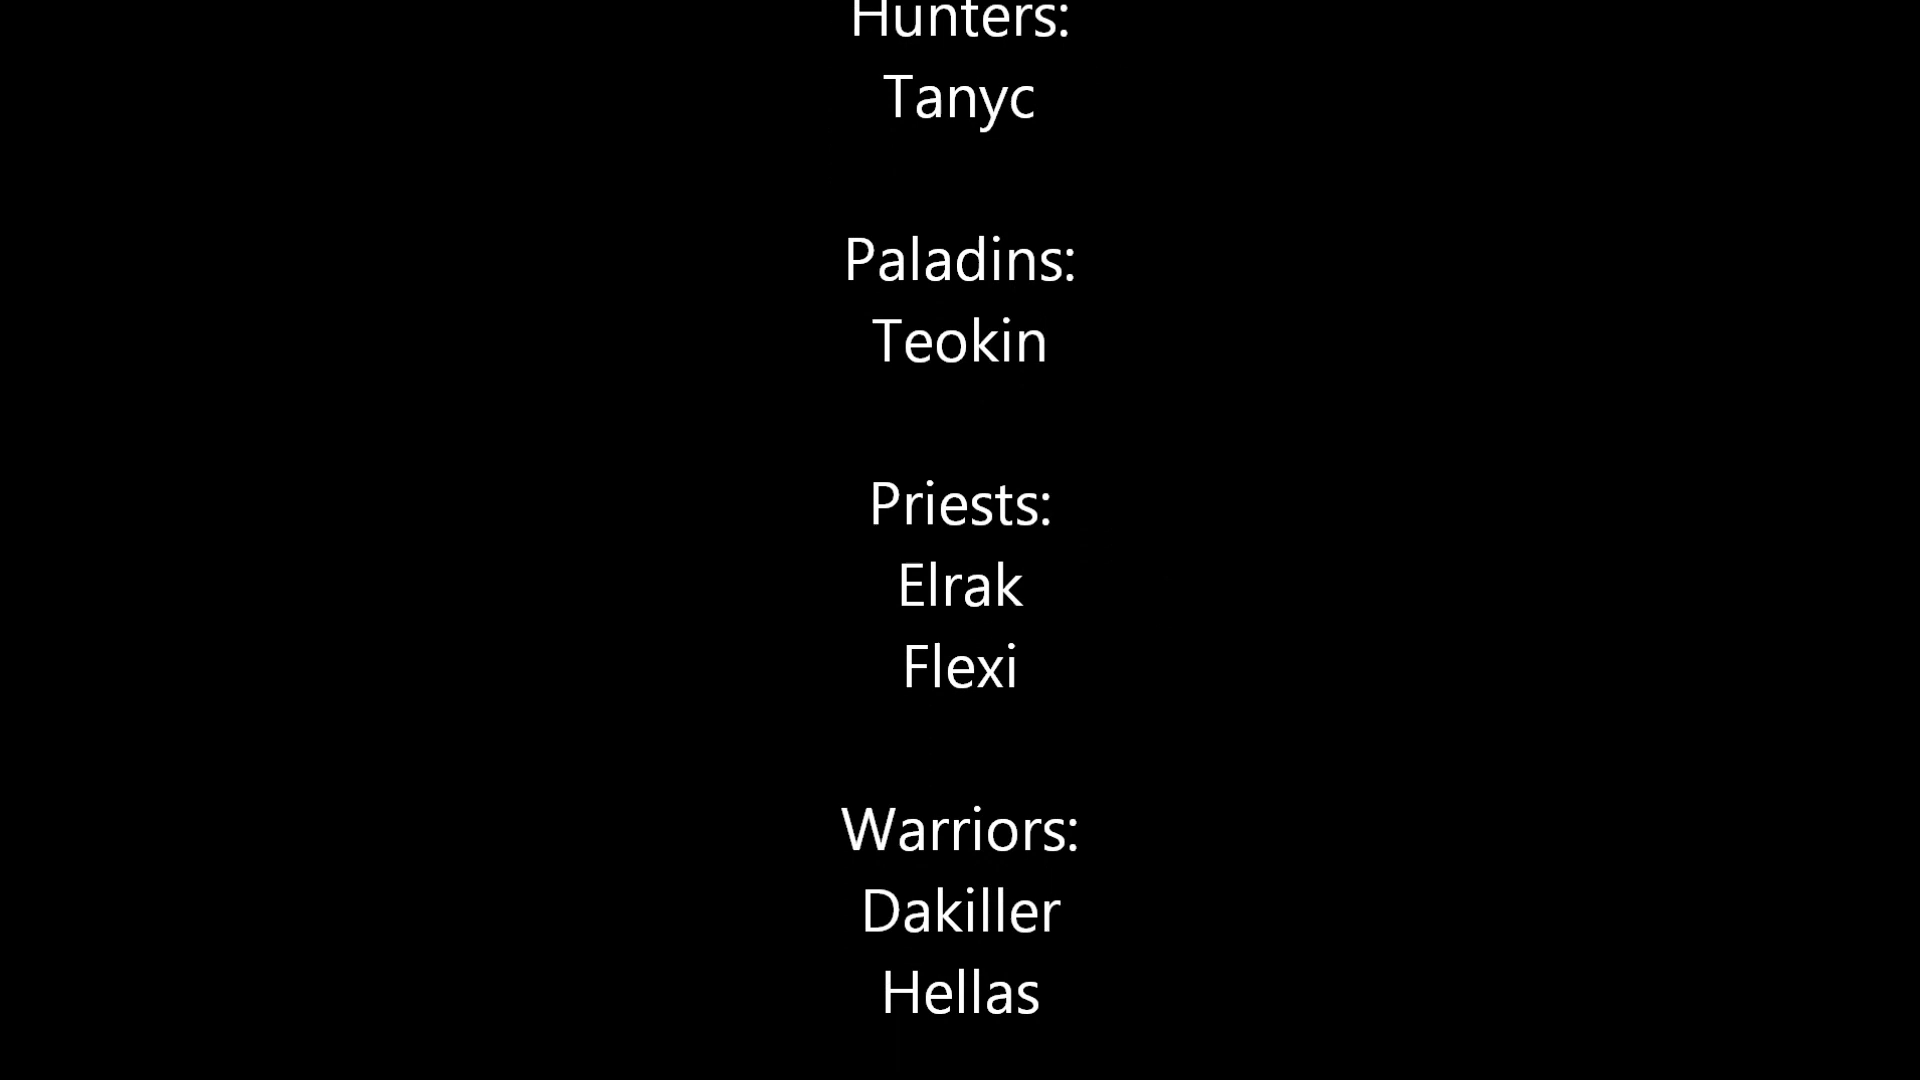 Hunters:
Tanyc
Paladins:
Teokin
Priests:
Elrak
Flexi
Warriors:
Dakiller
Hellas